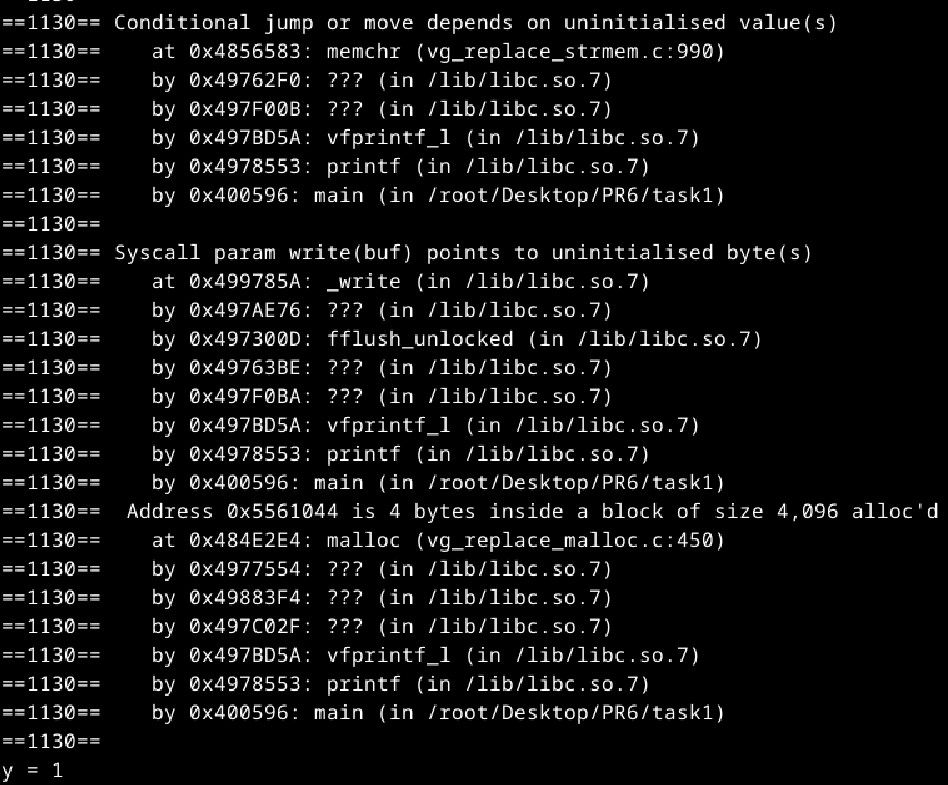 ==1130== Conditional jump or move depends on uninitialised value(s)
==1130==    at 0x4856583: memchr (vg_replace_strmem.c:990)
==1130==    by 0x49762F0: ??? (in /lib/libc.so.7)
==1130==    by 0x497F00B: ??? (in /lib/libc.so.7)
==1130==    by 0x497BD5A: vfprintf_l (in /lib/libc.so.7)
==1130==    by 0x4978553: printf (in /lib/libc.so.7)
==1130==    by 0x400596: main (in /root/Desktop/PR6/task1)
==1130==
==1130== Syscall param write(buf) points to uninitialised byte(s)
==1130==    at 0x499785A: _write (in /lib/libc.so.7)
==1130==    by 0x497AE76: ??? (in /lib/libc.so.7)
==1130==    by 0x497300D: fflush_unlocked (in /lib/libc.so.7)
==1130==    by 0x49763BE: ??? (in /lib/libc.so.7)
==1130==    by 0x497F0BA: ??? (in /lib/libc.so.7)
==1130==    by 0x497BD5A: vfprintf_l (in /lib/libc.so.7)
==1130==    by 0x4978553: printf (in /lib/libc.so.7)
==1130==    by 0x400596: main (in /root/Desktop/PR6/task1)
==1130==  Address 0x5561044 is 4 bytes inside a block of size 4,096 alloc'd
==1130==    at 0x484E2E4: malloc (vg_replace_malloc.c:450)
==1130==    by 0x4977554: ??? (in /lib/libc.so.7)
==1130==    by 0x49883F4: ??? (in /lib/libc.so.7)
==1130==    by 0x497C02F: ??? (in /lib/libc.so.7)
==1130==    by 0x497BD5A: vfprintf_l (in /lib/libc.so.7)
==1130==    by 0x4978553: printf (in /lib/libc.so.7)
==1130==    by 0x400596: main (in /root/Desktop/PR6/task1)
==1130==
y = 1